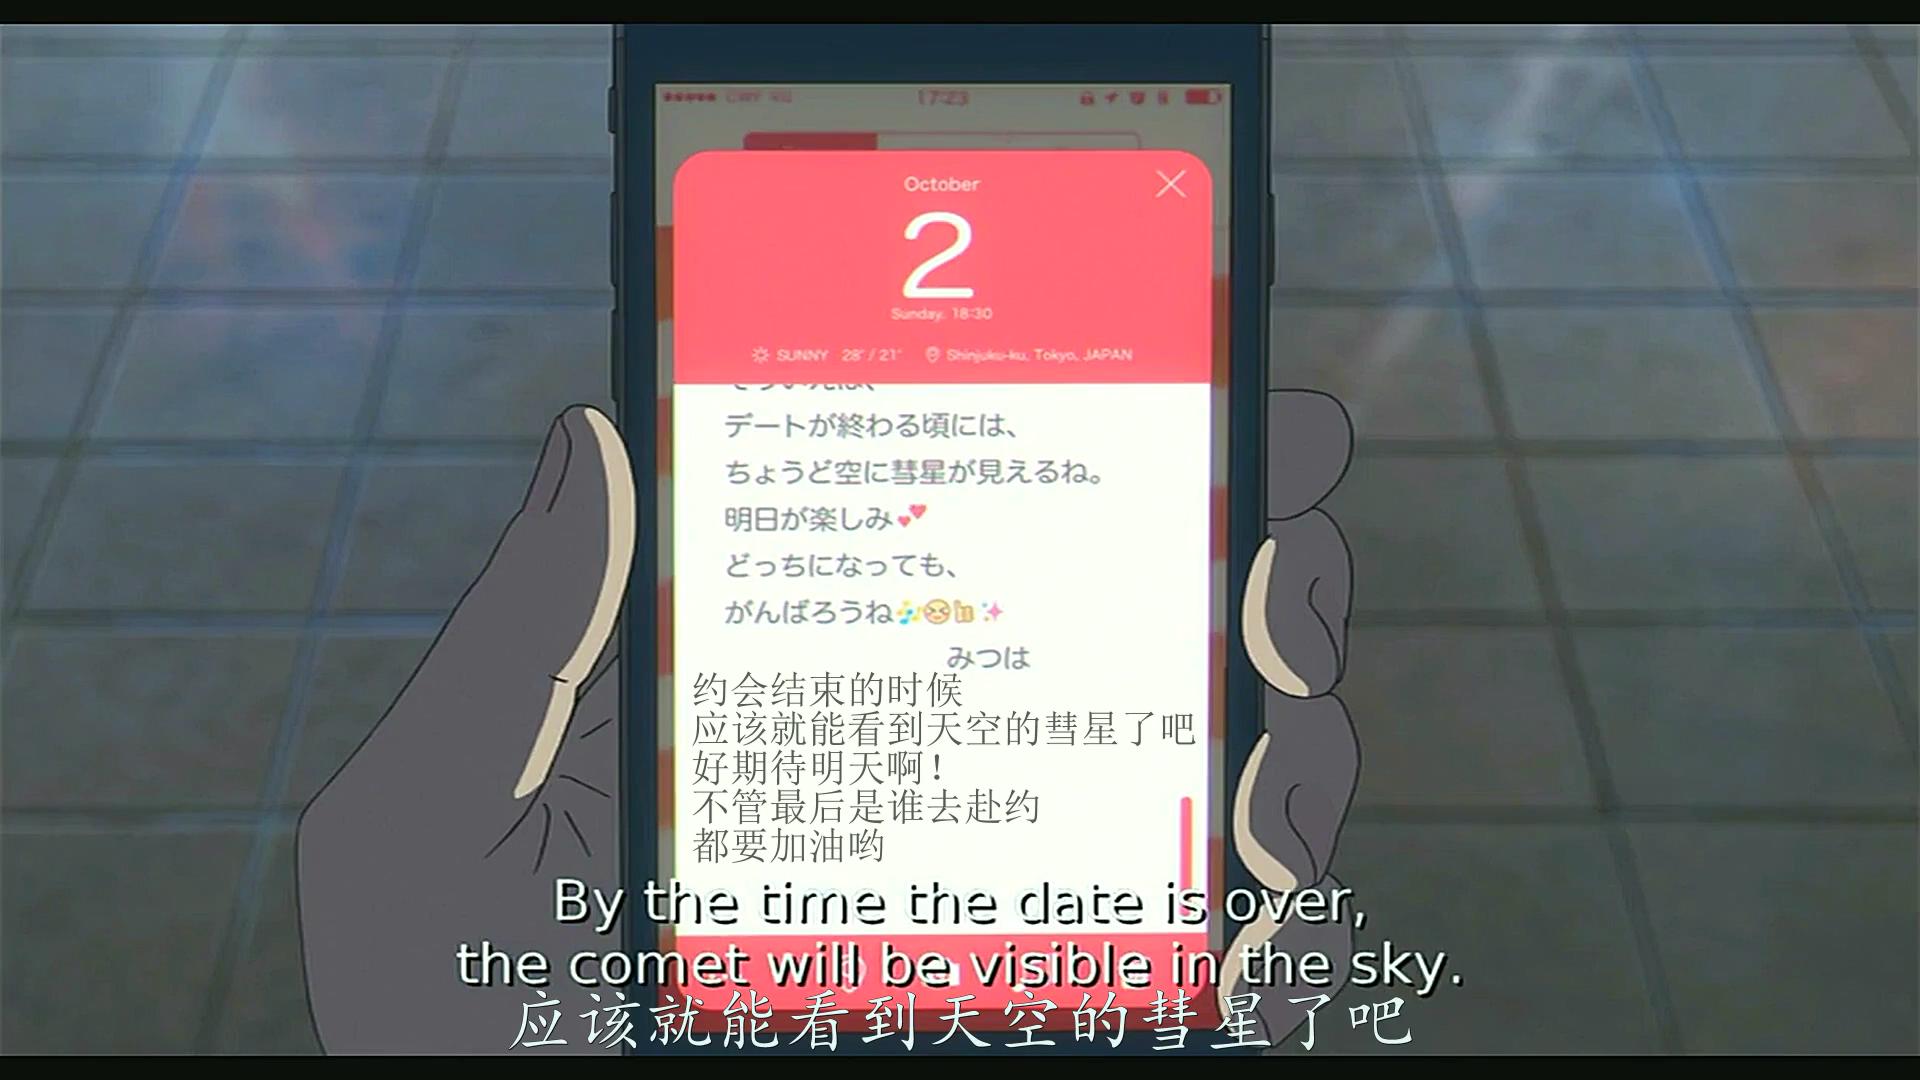 17:23
October
2
Sunday. 18:30
SUNNY 28°/21° Shinjuku-ku, Tokyo, JAPAN
デートが終わる頃には、
ちょうど空に彗星が見えるね。
明日が楽しみ💕
どっちになっても、
がんばろうね🎶😆👍✨
みつは
约会结束的时候
应该就能看到天空的彗星了吧
好期待明天啊!
不管最后是谁去赴约
都要加油哟
By the time the date is over,
the comet will be visible in the sky.
应该就能看到天空的彗星了吧